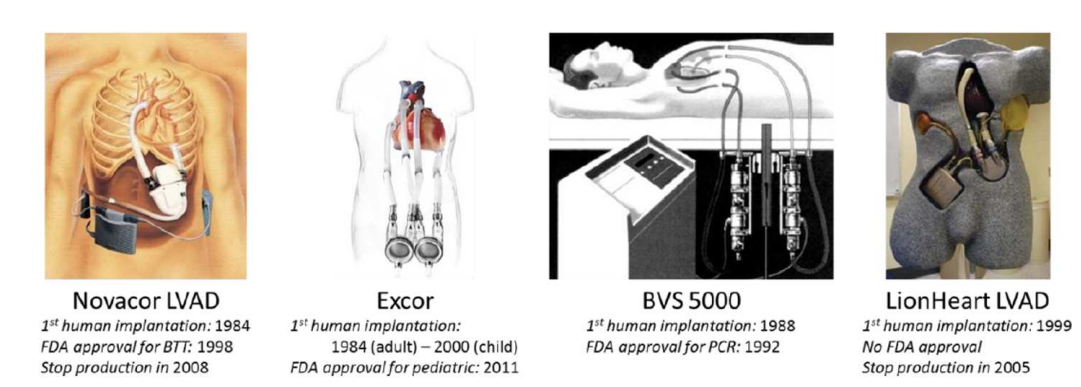 Novacor LVAD
1st human implantation: 1984
FDA approval for BTT: 1998
Stop production in 2008
Excor
1st human implantation:
1984 (adult) – 2000 (child)
FDA approval for pediatric: 2011
BVS 5000
1st human implantation: 1988
FDA approval for PCR: 1992
LionHeart LVAD
1st human implantation: 1999
No FDA approval
Stop production in 2005